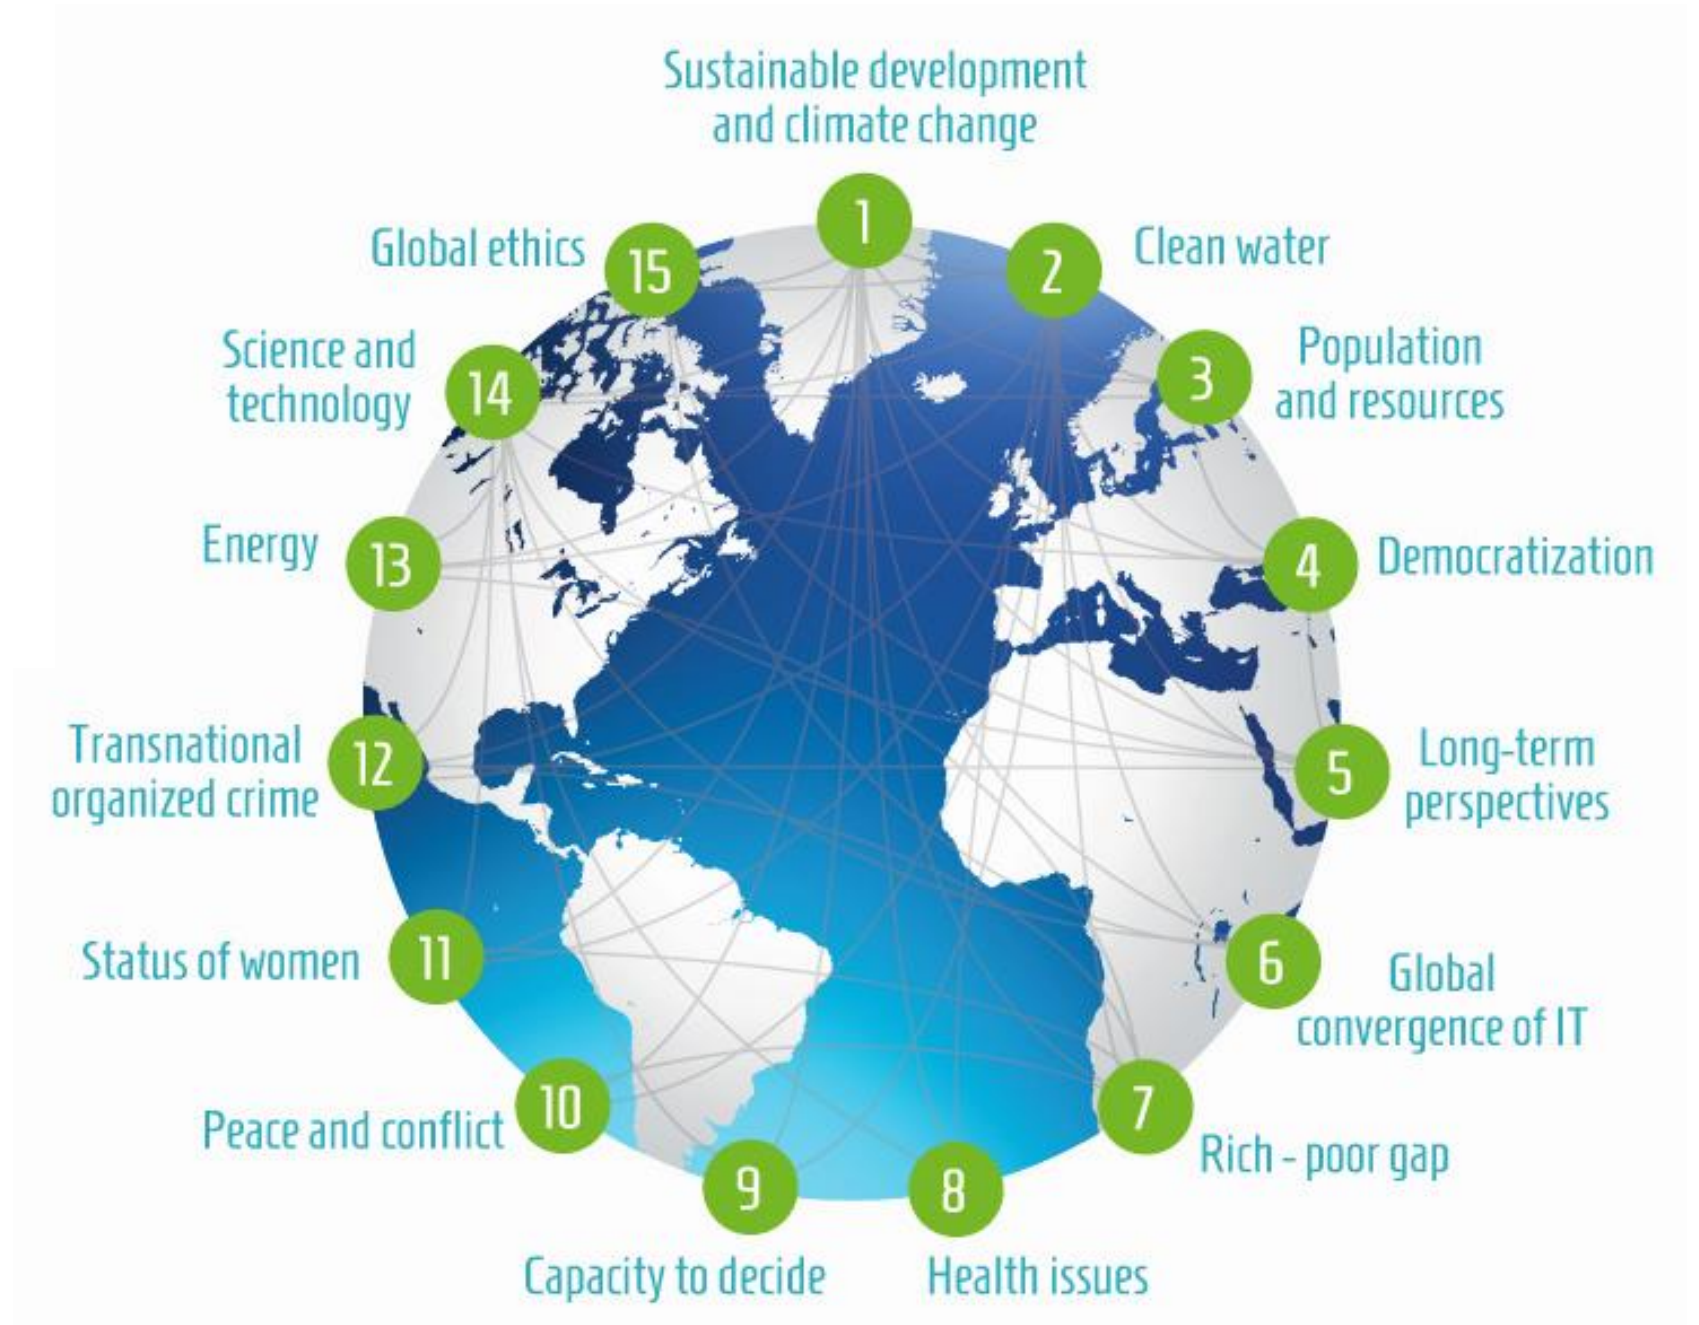 Sustainable development
and climate change
1
2
Clean water
3
Population
and resources
4
Democratization
5
Long-term
perspectives
6
Global
convergence of IT
7
Rich - poor gap
8
Health issues
9
Capacity to decide
10
Peace and conflict
11
Status of women
12
Transnational
organized crime
13
Energy
14
Science and
technology
15
Global ethics